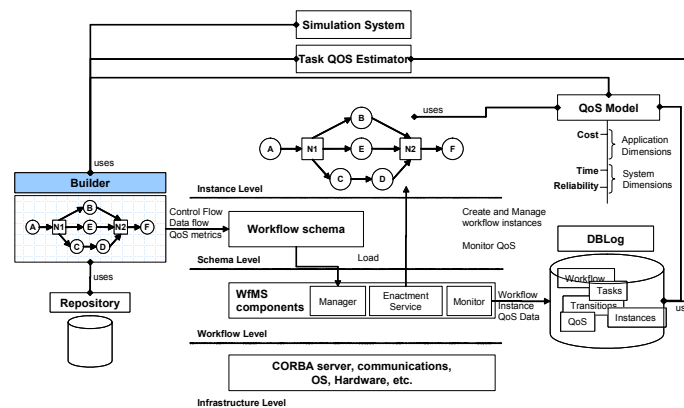 Simulation System
Task QOS Estimator
uses
QoS Model
B
A
N1
E
N2
F
C
D
Cost
Application
Dimensions
Time
Reliability
System
Dimensions
uses
Builder
Instance Level
B
A
N1
E
N2
F
C
D
Control Flow
Data flow
QoS metrics
Workflow schema
Create and Manage
workflow instances
Monitor QoS
DBLog
Schema Level
Load
uses
Repository
WfMS
components
Manager
Enactment
Service
Monitor
Workflow
Instance
QoS Data
Workflow
Tasks
Transitions
QoS
Instances
us
Workflow Level
CORBA server, communications,
OS, Hardware, etc.
Infrastructure Level